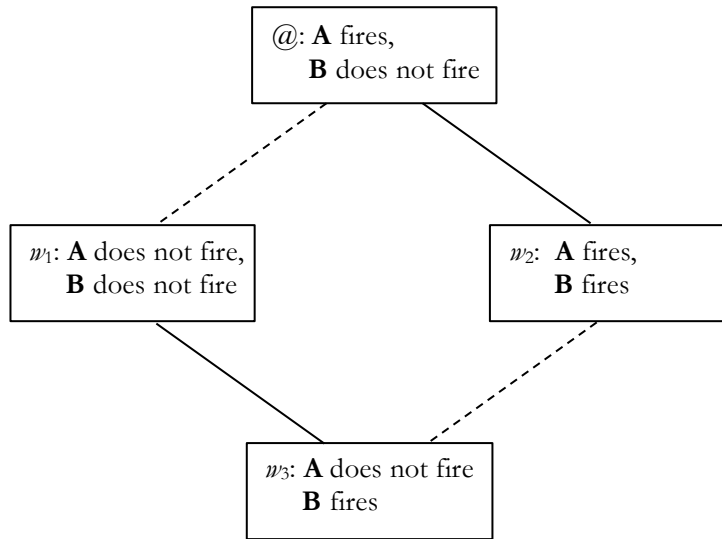 @: A fires,
B does not fire
w₁: A does not fire,
B does not fire
w₂: A fires,
B fires
w₃: A does not fire
B fires